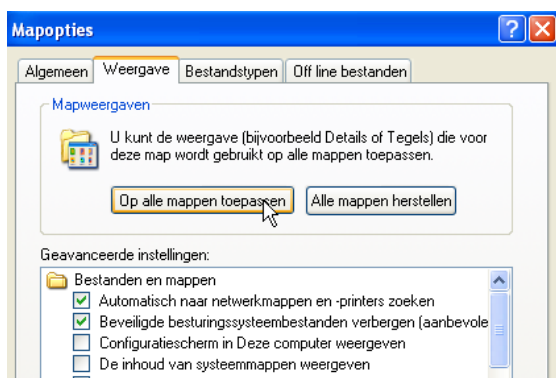 Mapopties
Algemeen Weergave Bestandstypen Off line bestanden
Mapweergaven
U kunt de weergave (bijvoorbeeld Details of Tegels) die voor
deze map wordt gebruikt op alle mappen toepassen.
Op alle mappen toepassen Alle mappen herstellen
Geavanceerde instellingen:
Bestanden en mappen
Automatisch naar netwerkmappen en -printers zoeken
Beveiligde besturingssysteembestanden verbergen (aanbevole
Configuratiescherm in Deze computer weergeven
De inhoud van systeemmappen weergeven